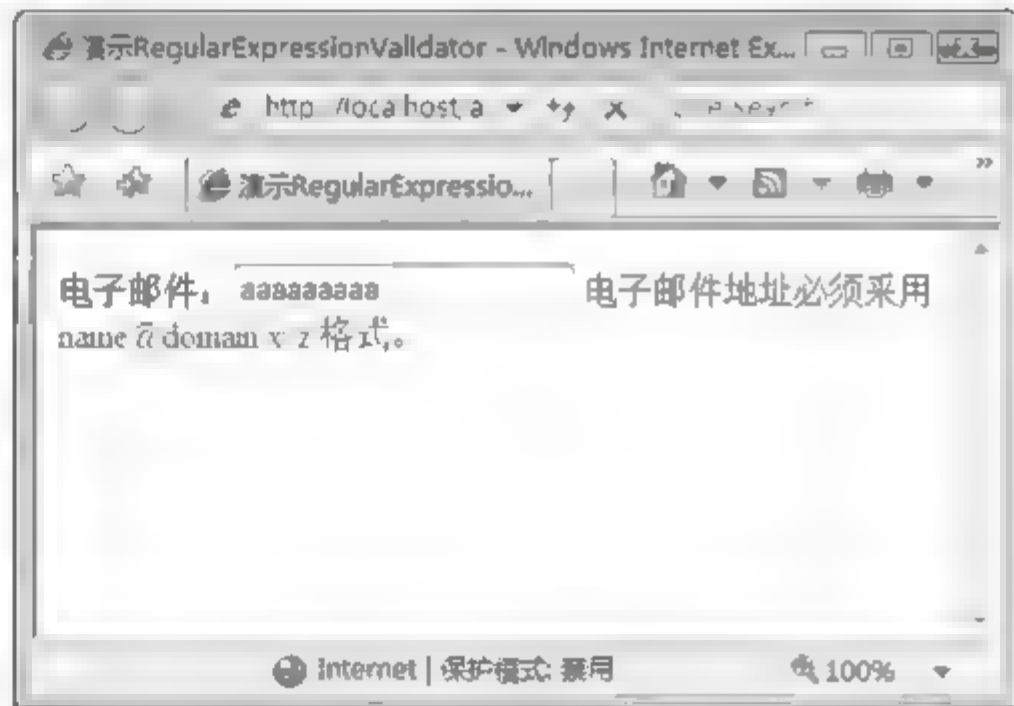 演示RegularExpressionValidator - Windows Internet Ex...
http://localhost:a
演示RegularExpressio...
电子邮件: aaaaaaaaa 电子邮件地址必须采用
name@domain.xyz 格式。
Internet | 保护模式: 禁用 100%